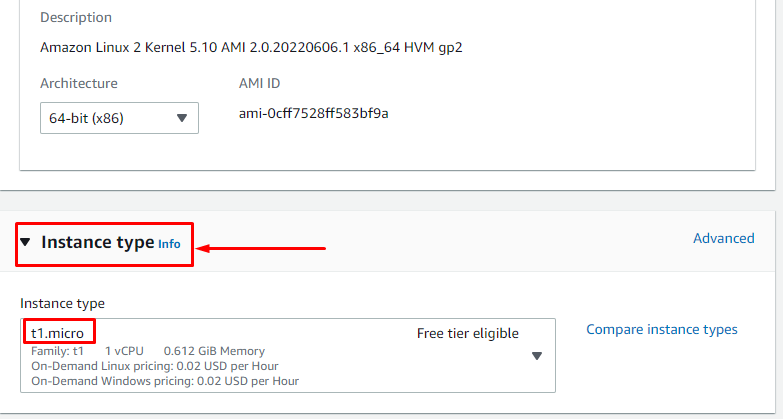 Description
Amazon Linux 2 Kernel 5.10 AMI 2.0.20220606.1 x86_64 HVM gp2
Architecture AMI ID
64-bit (x86) ami-0cff7528ff583bf9a
Instance type Info Advanced
Instance type
t1.micro Free tier eligible Compare instance types
Family: t1 1 vCPU 0.612 GiB Memory
On-Demand Linux pricing: 0.02 USD per Hour
On-Demand Windows pricing: 0.02 USD per Hour